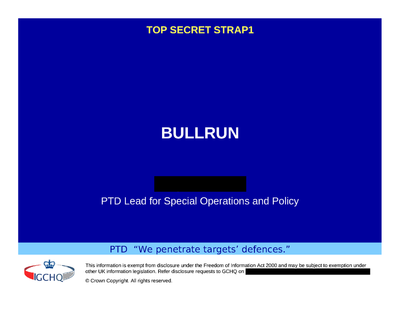 TOP SECRET STRAP1
BULLRUN
PTD Lead for Special Operations and Policy
PTD “We penetrate targets’ defences.”
GCHQ
This information is exempt from disclosure under the Freedom of Information Act 2000 and may be subject to exemption under
other UK information legislation. Refer disclosure requests to GCHQ on
© Crown Copyright. All rights reserved.